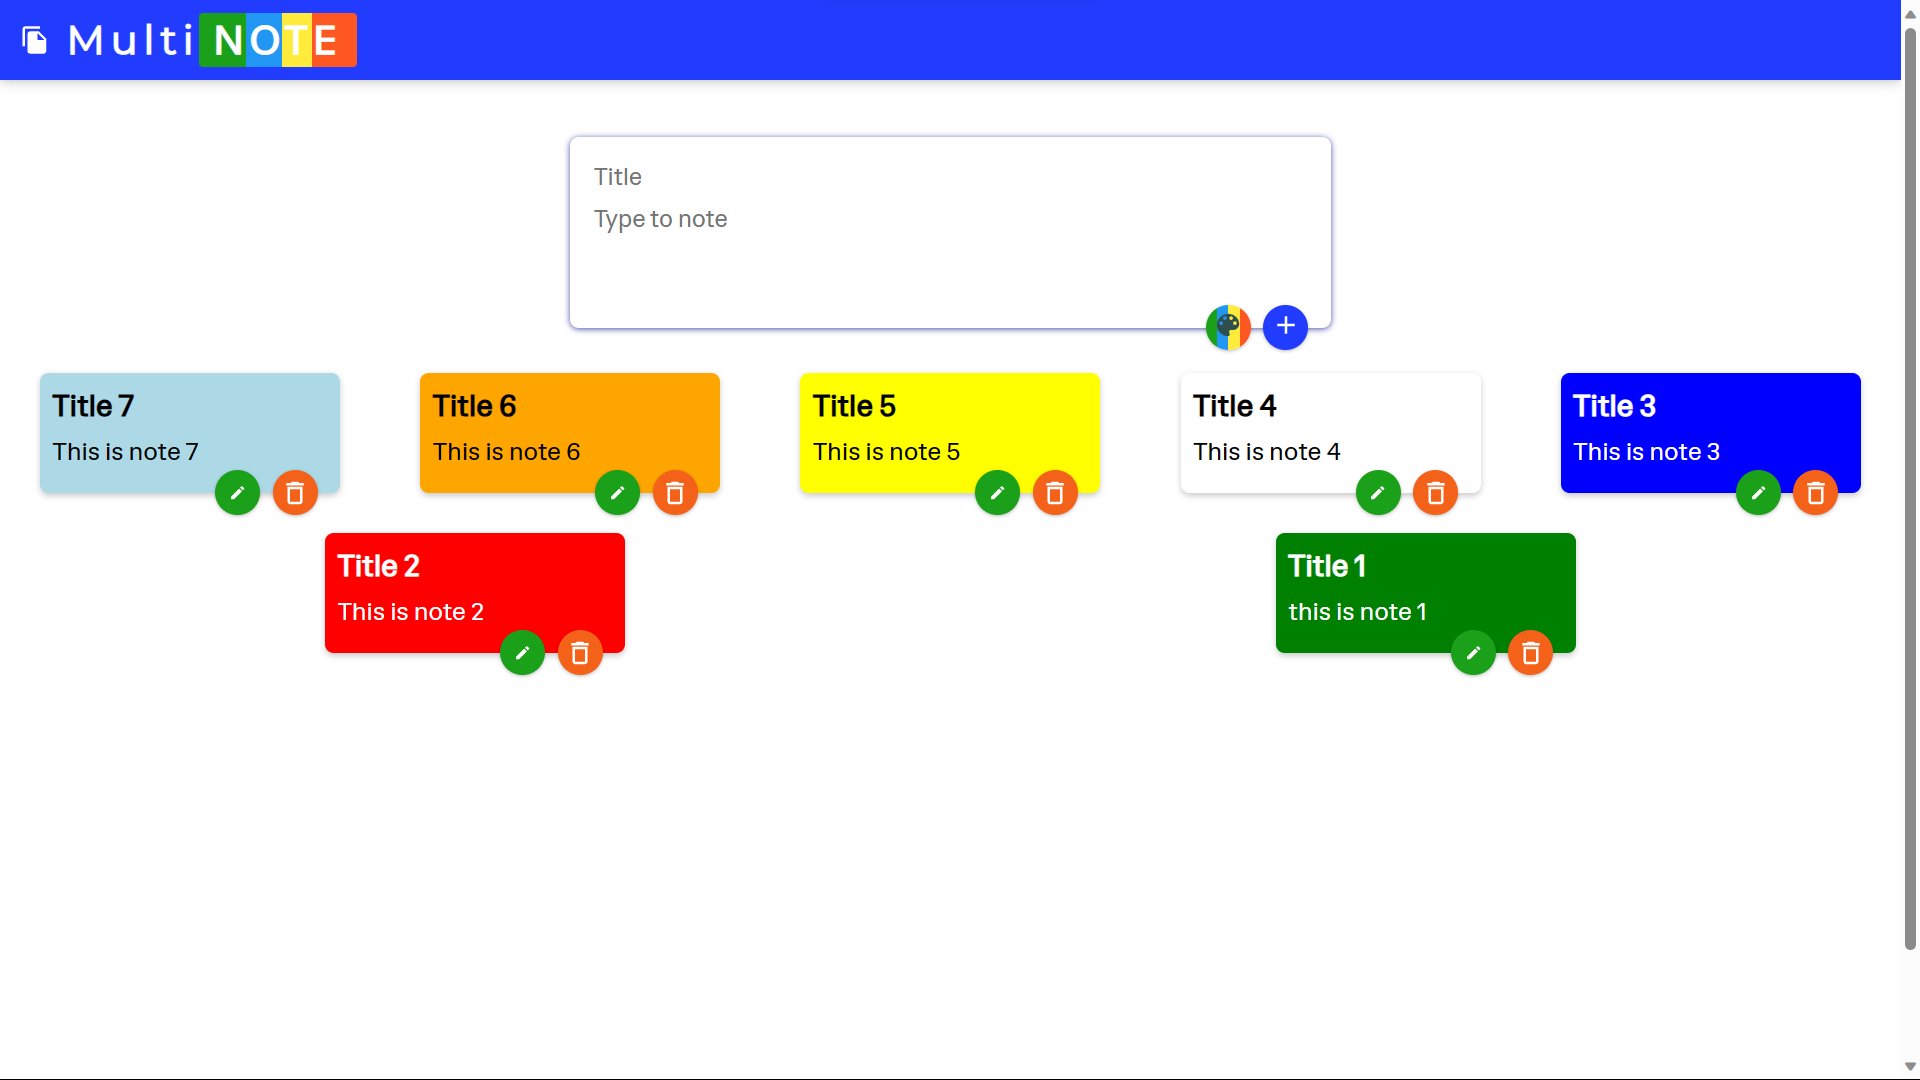 Multi NOTE
Title
Type to note
Title 7
This is note 7
Title 6
This is note 6
Title 5
This is note 5
Title 4
This is note 4
Title 3
This is note 3
Title 2
This is note 2
Title 1
this is note 1